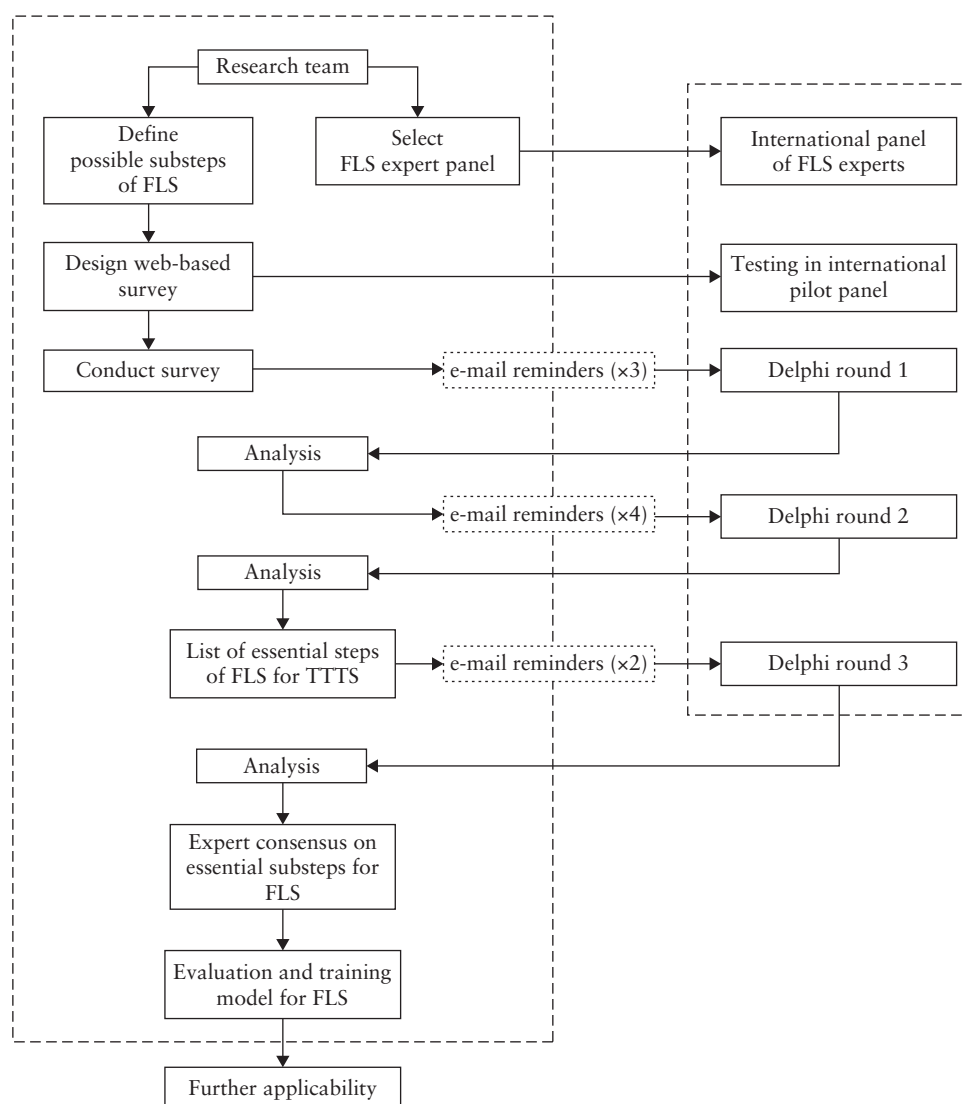 Research team
Define
possible substeps
of FLS
Select
FLS expert panel
International panel
of FLS experts
Design web-based
survey
Testing in international
pilot panel
Conduct survey
e-mail reminders (×3)
Delphi round 1
Analysis
e-mail reminders (×4)
Delphi round 2
Analysis
List of essential steps
of FLS for TTTS
e-mail reminders (×2)
Delphi round 3
Analysis
Expert consensus on
essential substeps for
FLS
Evaluation and training
model for FLS
Further applicability